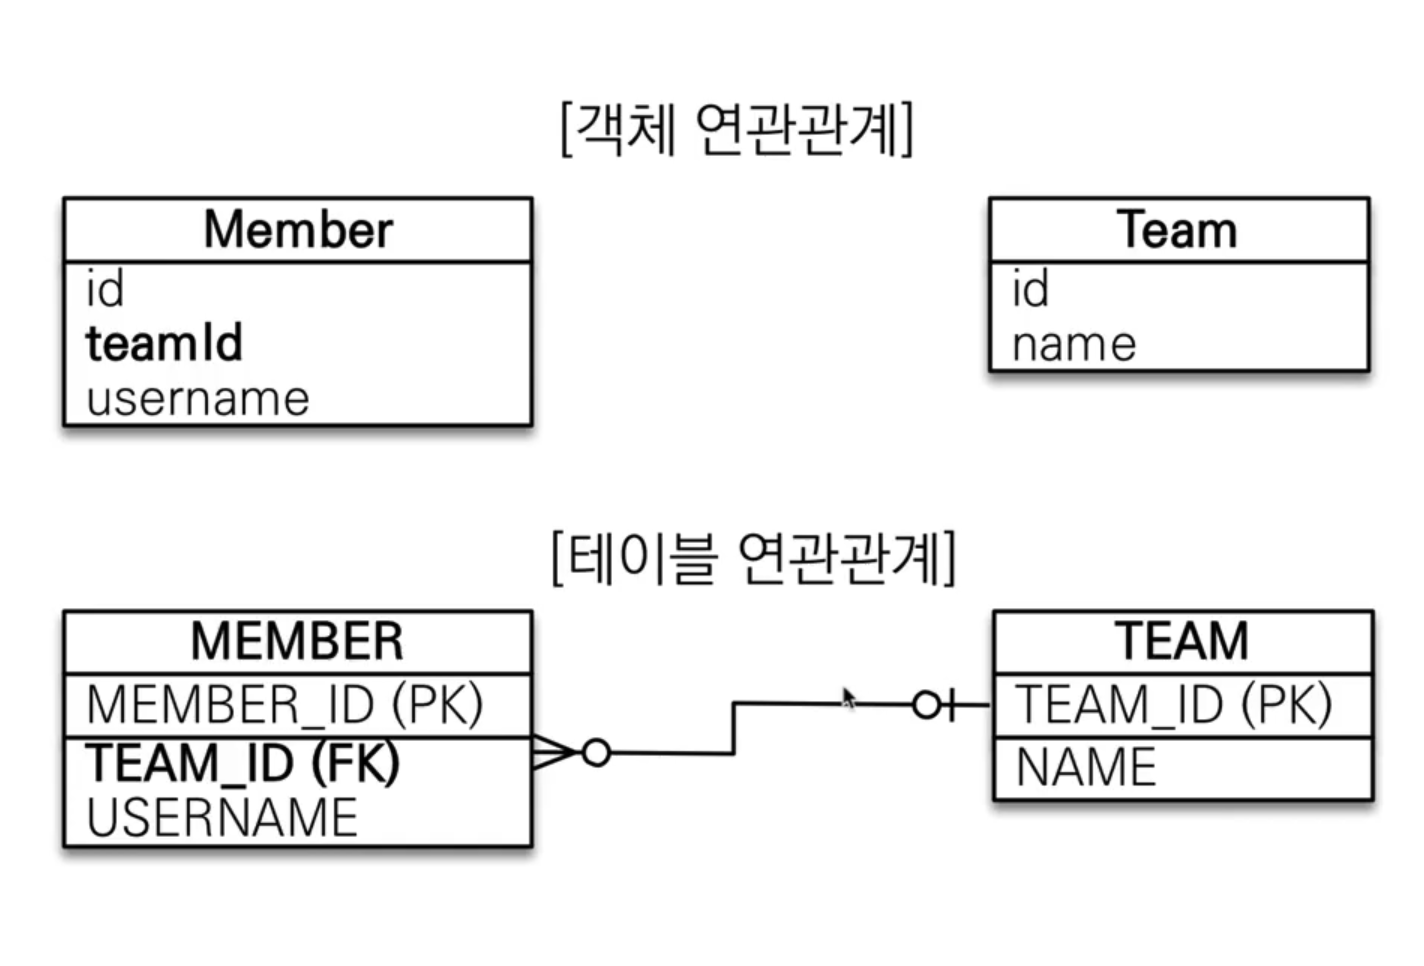 [객체 연관관계]
Member
id
teamId
username
Team
id
name
[테이블 연관관계]
MEMBER
MEMBER_ID (PK)
TEAM_ID (FK)
USERNAME
TEAM
TEAM_ID (PK)
NAME